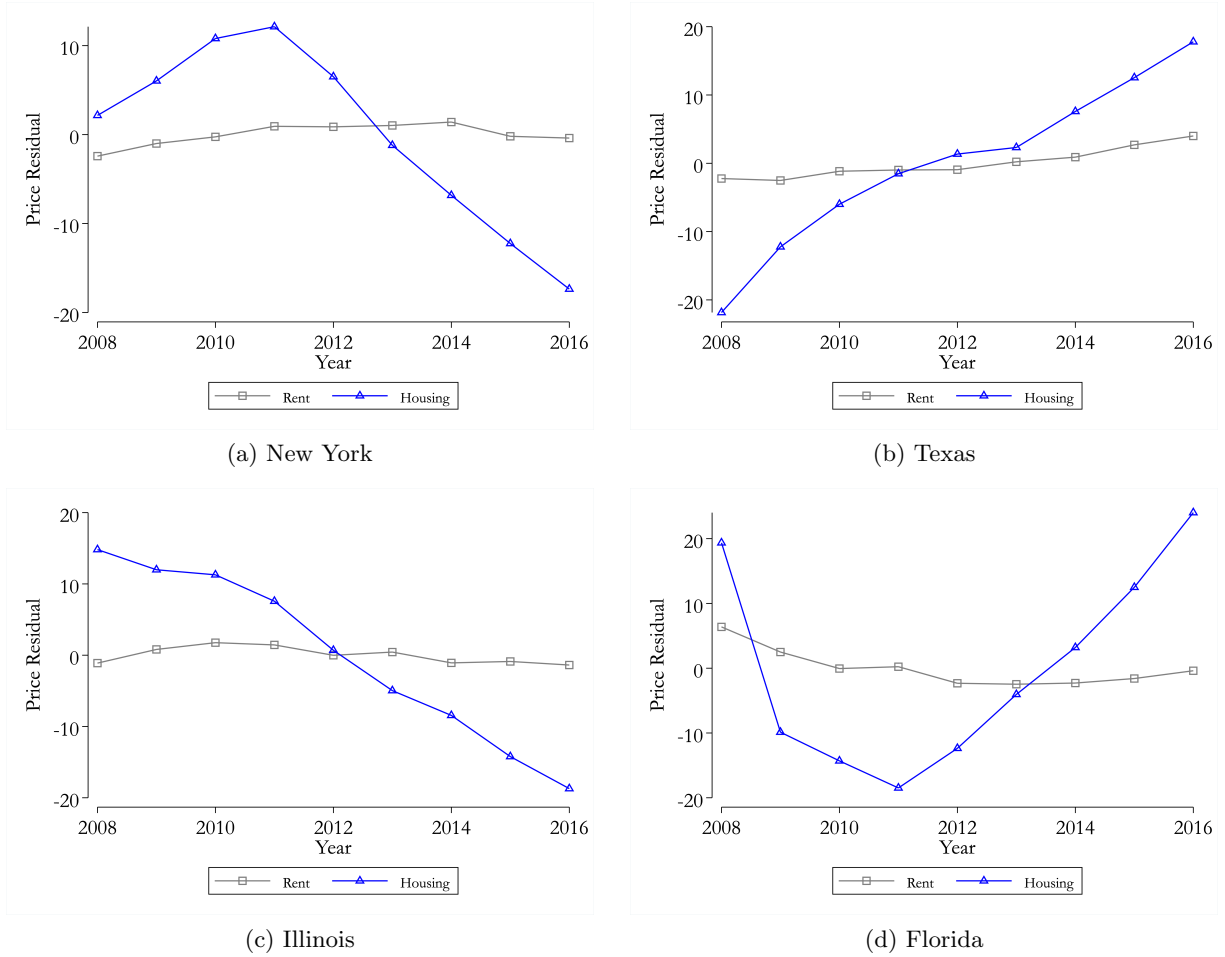 10
0
-10
-20
Price Residual
2008 2010 2012 2014 2016
Year
Rent Housing
(a) New York
20
10
0
-10
-20
Price Residual
2008 2010 2012 2014 2016
Year
Rent Housing
(b) Texas
20
10
0
-10
-20
Price Residual
2008 2010 2012 2014 2016
Year
Rent Housing
(c) Illinois
20
10
0
-10
-20
Price Residual
2008 2010 2012 2014 2016
Year
Rent Housing
(d) Florida